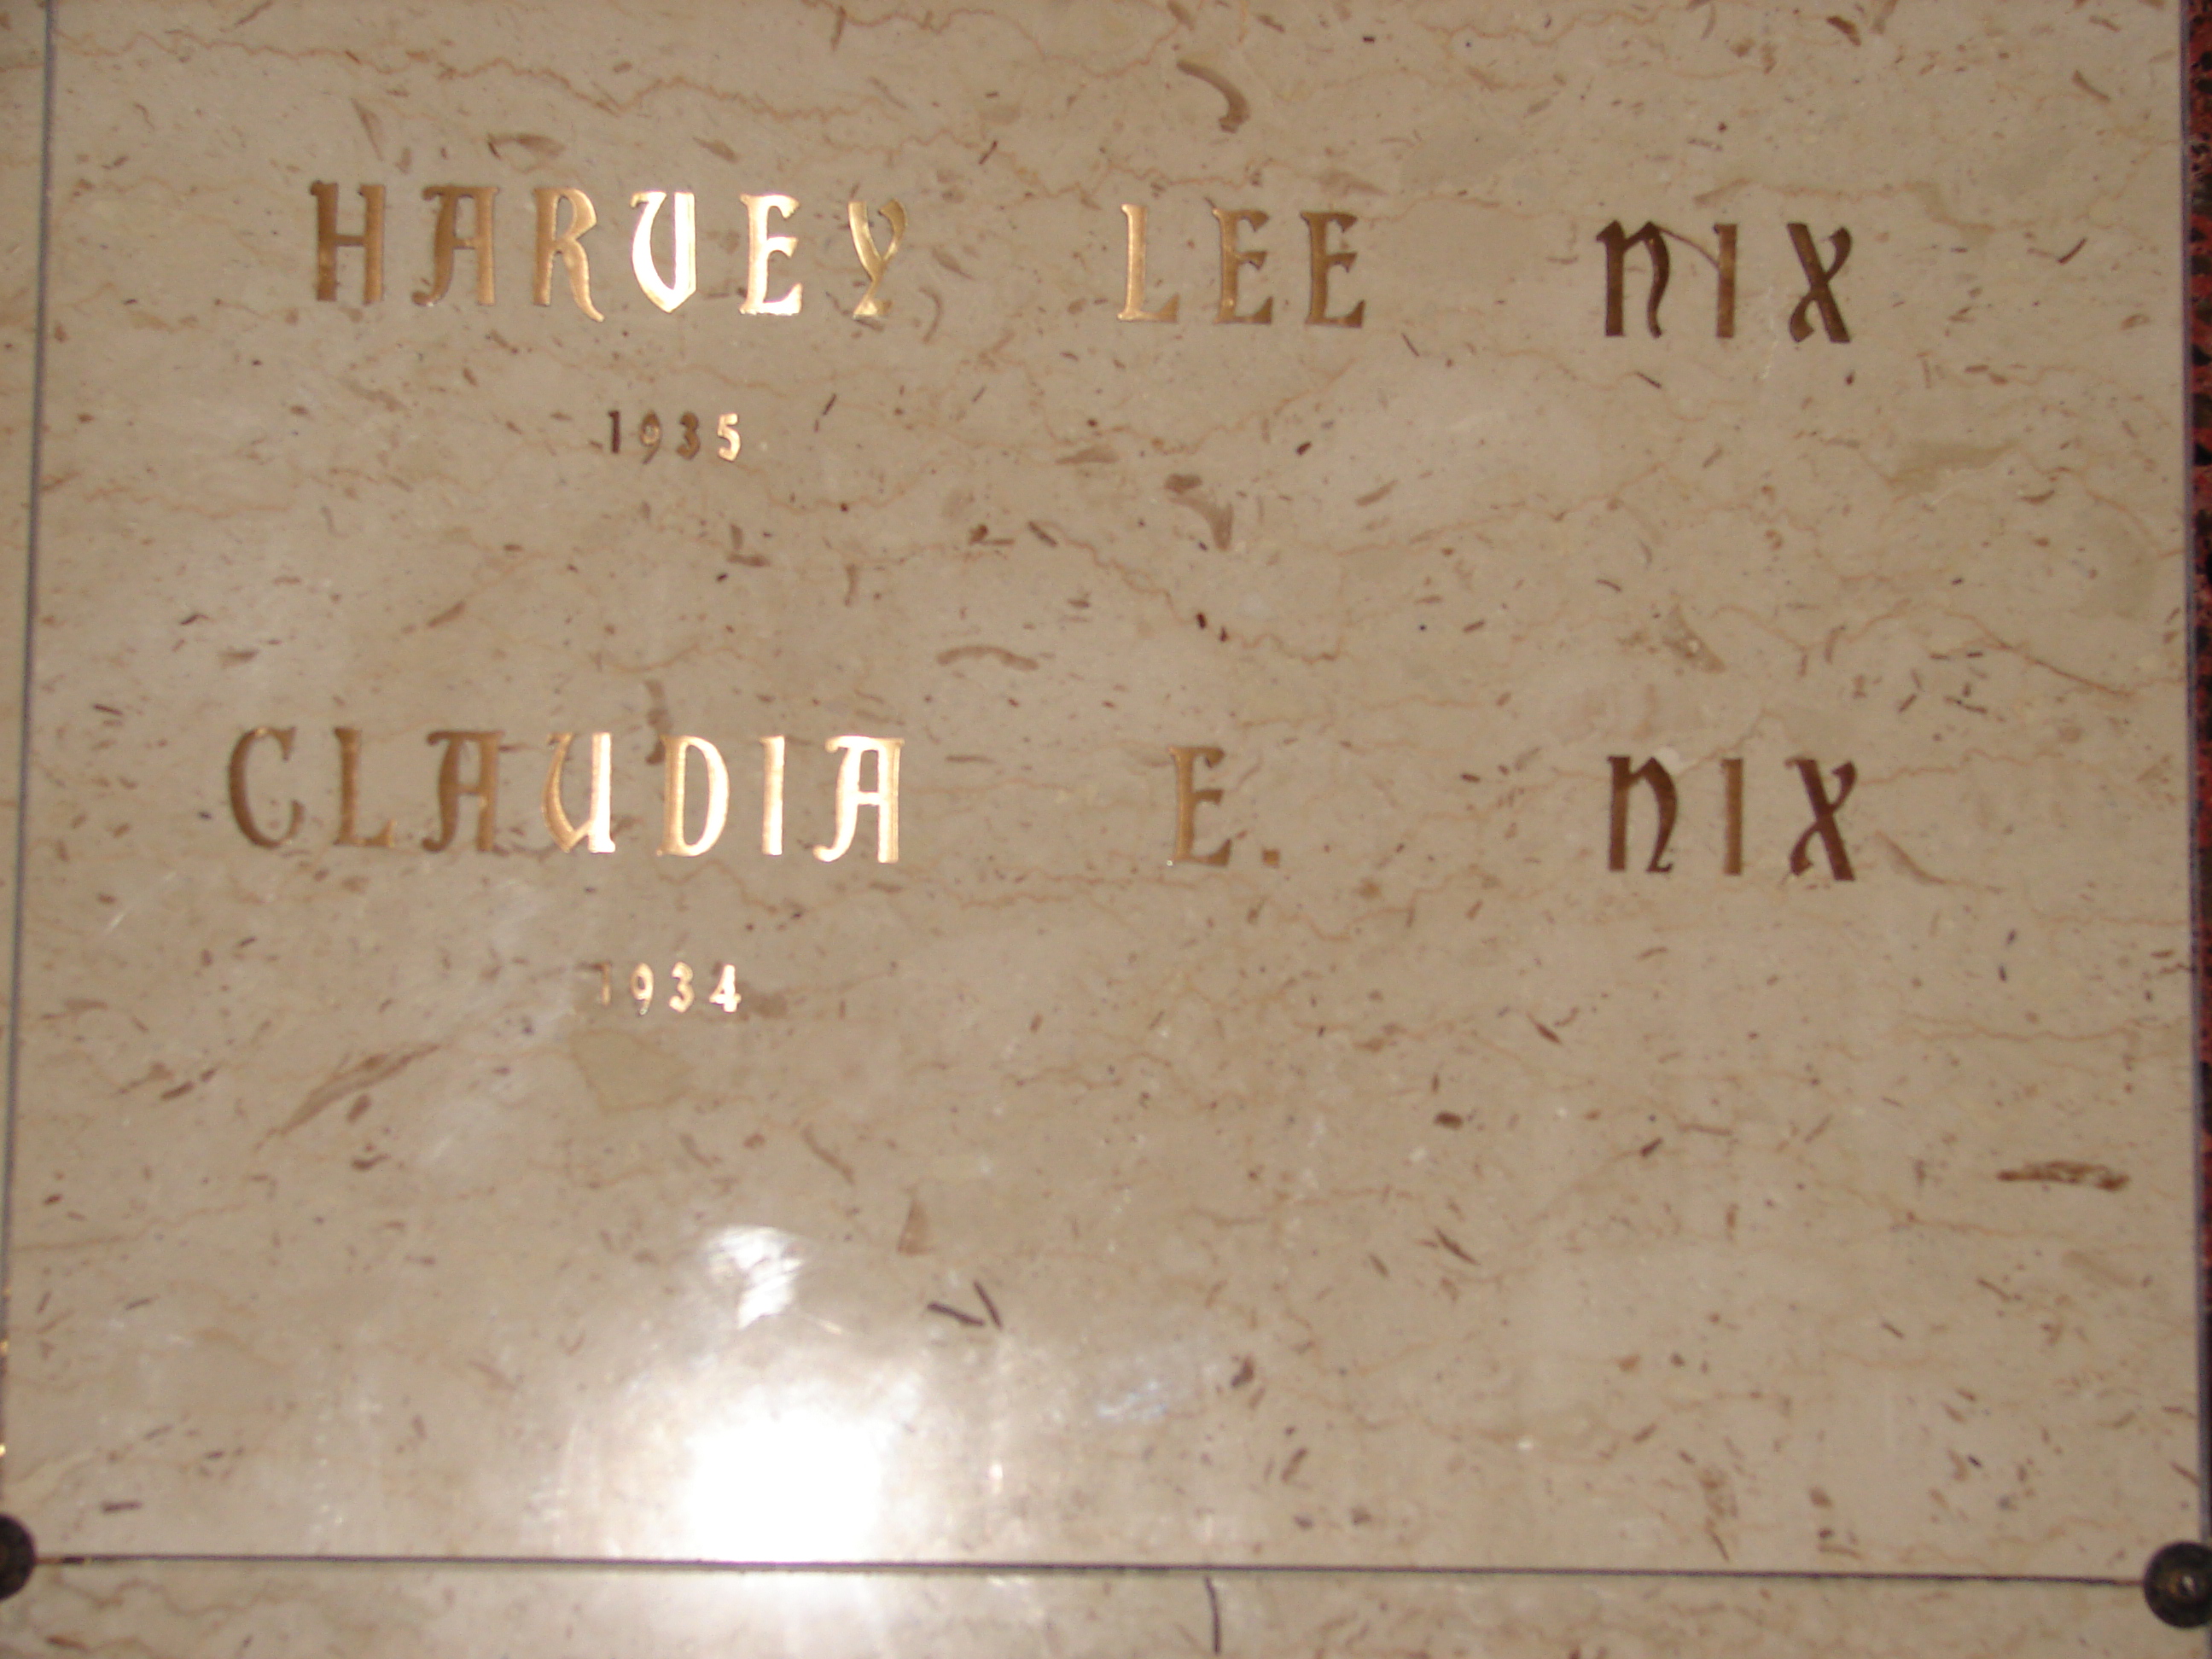 HARVEY LEE NIX
1935
CLAUDIA E. NIX
1934